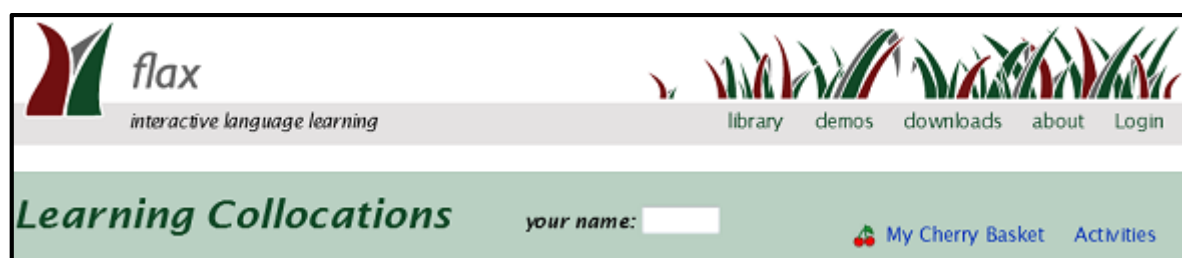 flax
interactive language learning
library demos downloads about Login
Learning Collocations
your name:
My Cherry Basket Activities